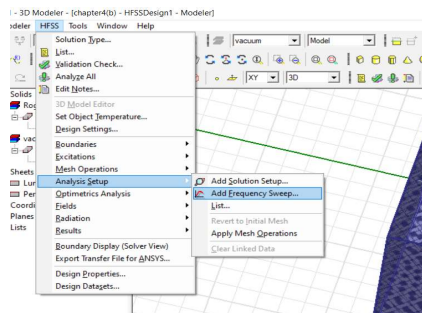 l - 3D Modeler - [chapter4(b) - HFSSDesign1 - Modeler]
odeler HFSS Tools Window Help
vacuum Model
XY 3D
Solution Type...
List...
Validation Check...
Analyze All
Edit Notes...
3D Model Editor
Set Object Temperature...
Design Settings...
Boundaries
Excitations
Mesh Operations
Analysis Setup
Optimetrics Analysis
Fields
Radiation
Results
Boundary Display (Solver View)
Export Transfer File for ANSYS...
Design Properties...
Design Datasets...
Add Solution Setup...
Add Frequency Sweep...
List...
Revert to Initial Mesh
Apply Mesh Operations
Clear Linked Data
Solids
Rog
vac
Sheets
Lur
Per
Coordi
Planes
Lists